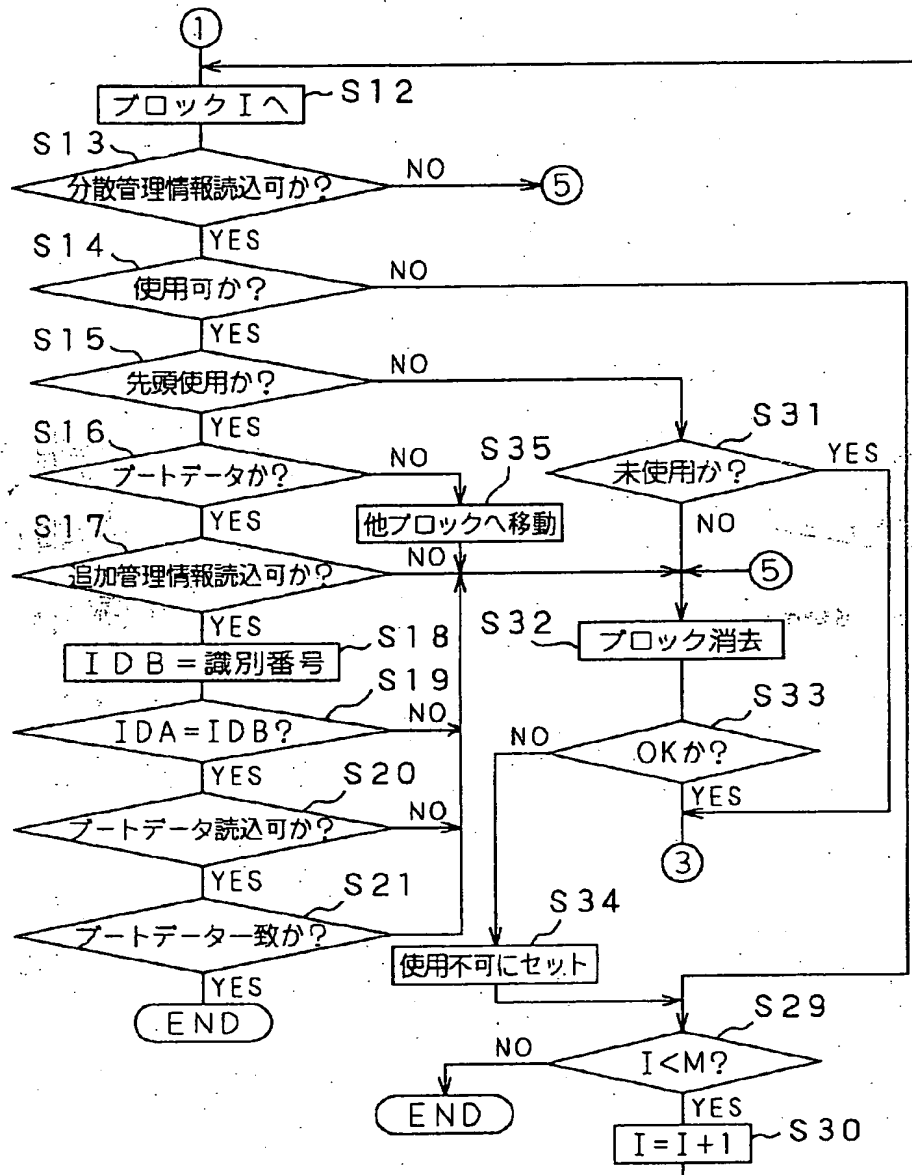 ①
ブロックIへ S12
S13
分散管理情報読込可か? NO ⑤
YES
S14
使用可か? NO
YES
S15
先頭使用か? NO
YES
S31
未使用か? YES
NO
S16
ブートデータか? NO
YES
S35
他ブロックへ移動
S17
追加管理情報読込可か? NO
YES
⑤
S32
ブロック消去
IDB=識別番号 S18
S19
IDA=IDB? NO
YES
S33
OKか? NO
YES
③
S20
ブートデータ読込可か? NO
YES
S21
ブートデータ一致か?
YES
END
S34
使用不可にセット
S29
I<M? NO
YES
END
I=I+1 S30